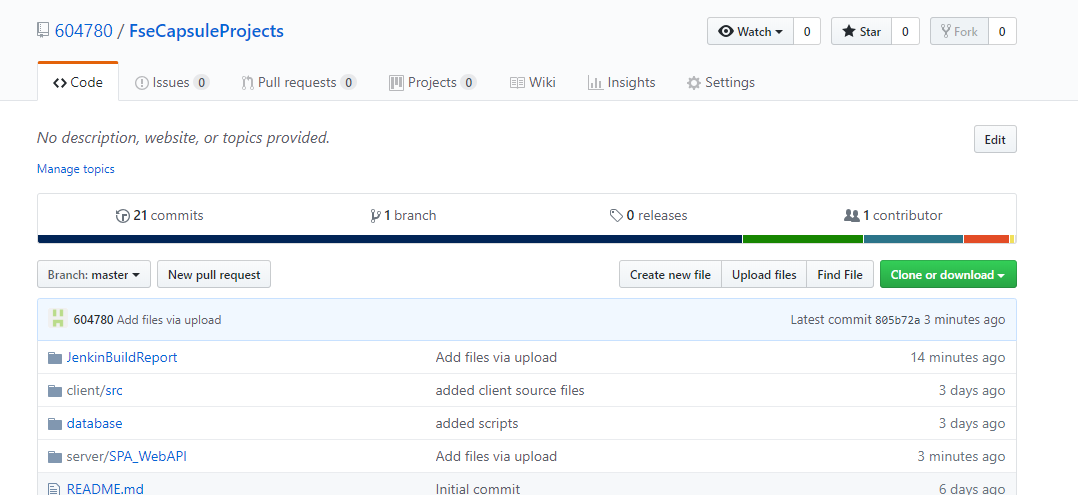 604780 / FseCapsuleProjects Watch 0 Star 0 Fork 0
Code Issues 0 Pull requests 0 Projects 0 Wiki Insights Settings
No description, website, or topics provided. Edit
Manage topics
21 commits 1 branch 0 releases 1 contributor
Branch: master New pull request Create new file Upload files Find File Clone or download
604780 Add files via upload Latest commit 805b72a 3 minutes ago
JenkinBuildReport Add files via upload 14 minutes ago
client/src added client source files 3 days ago
database added scripts 3 days ago
server/SPA_WebAPI Add files via upload 3 minutes ago
README.md Initial commit 6 days ago